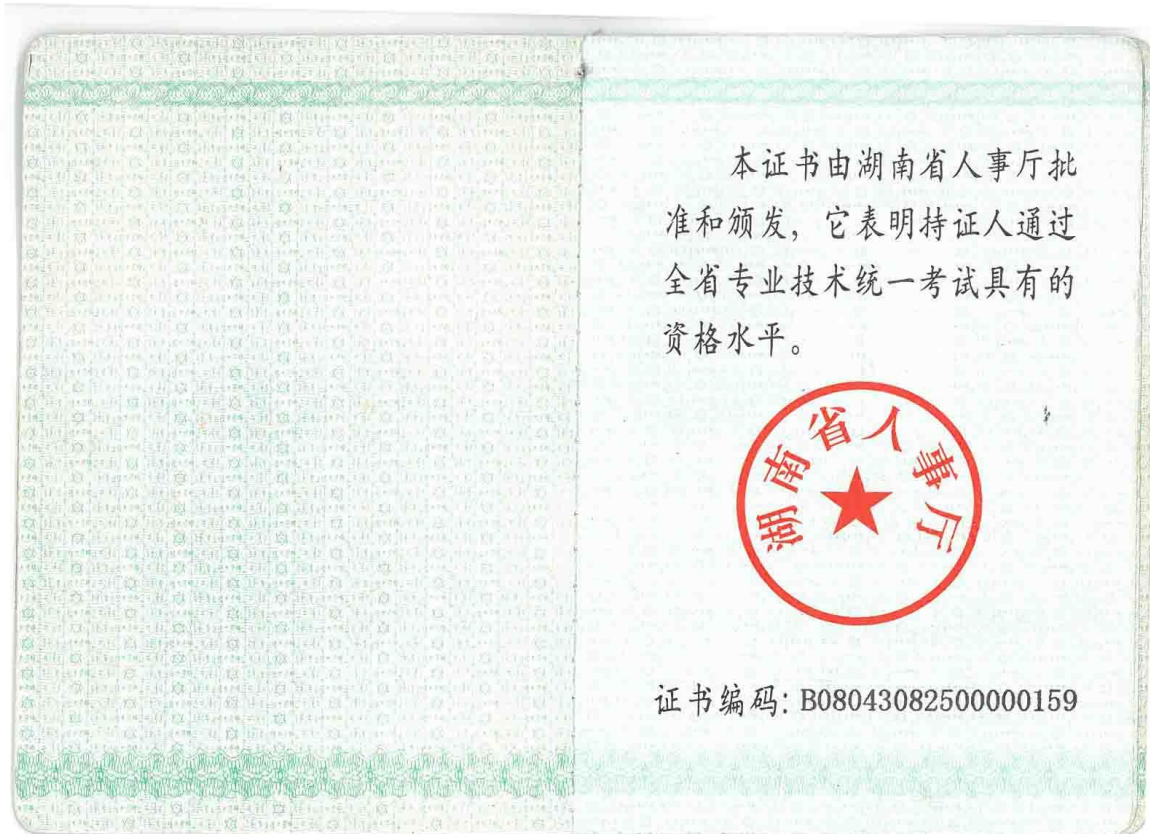 本证书由湖南省人事厅批
准和颁发，它表明持证人通过
全省专业技术统一考试具有的
资格水平。
湖南省人事厅
证书编码: B08043082500000159